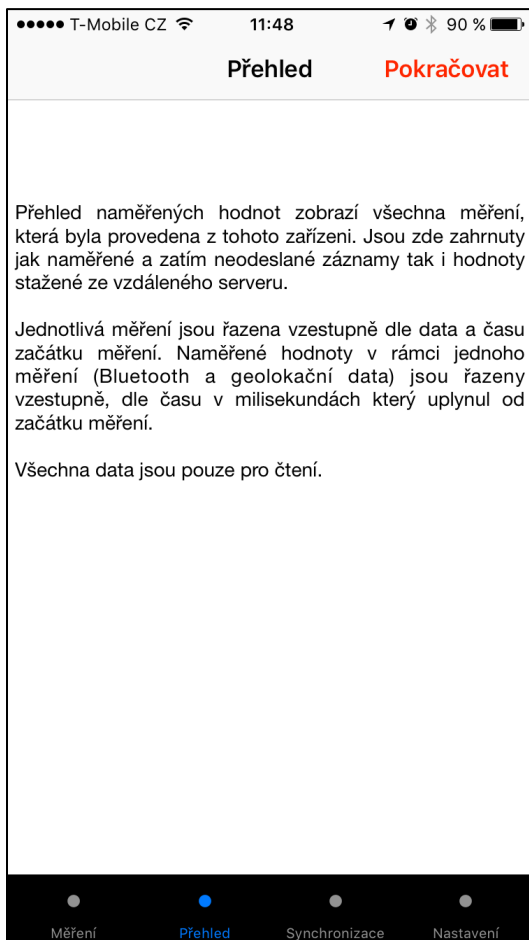 T-Mobile CZ 11:48 90 %
Přehled Pokračovat
Přehled naměřených hodnot zobrazí všechna měření,
která byla provedena z tohoto zařízeni. Jsou zde zahrnuty
jak naměřené a zatím neodeslané záznamy tak i hodnoty
stažené ze vzdáleného serveru.
Jednotlivá měření jsou řazena vzestupně dle data a času
začátku měření. Naměřené hodnoty v rámci jednoho
měření (Bluetooth a geolokační data) jsou řazeny
vzestupně, dle času v milisekundách který uplynul od
začátku měření.
Všechna data jsou pouze pro čtení.
Měření Přehled Synchronizace Nastavení